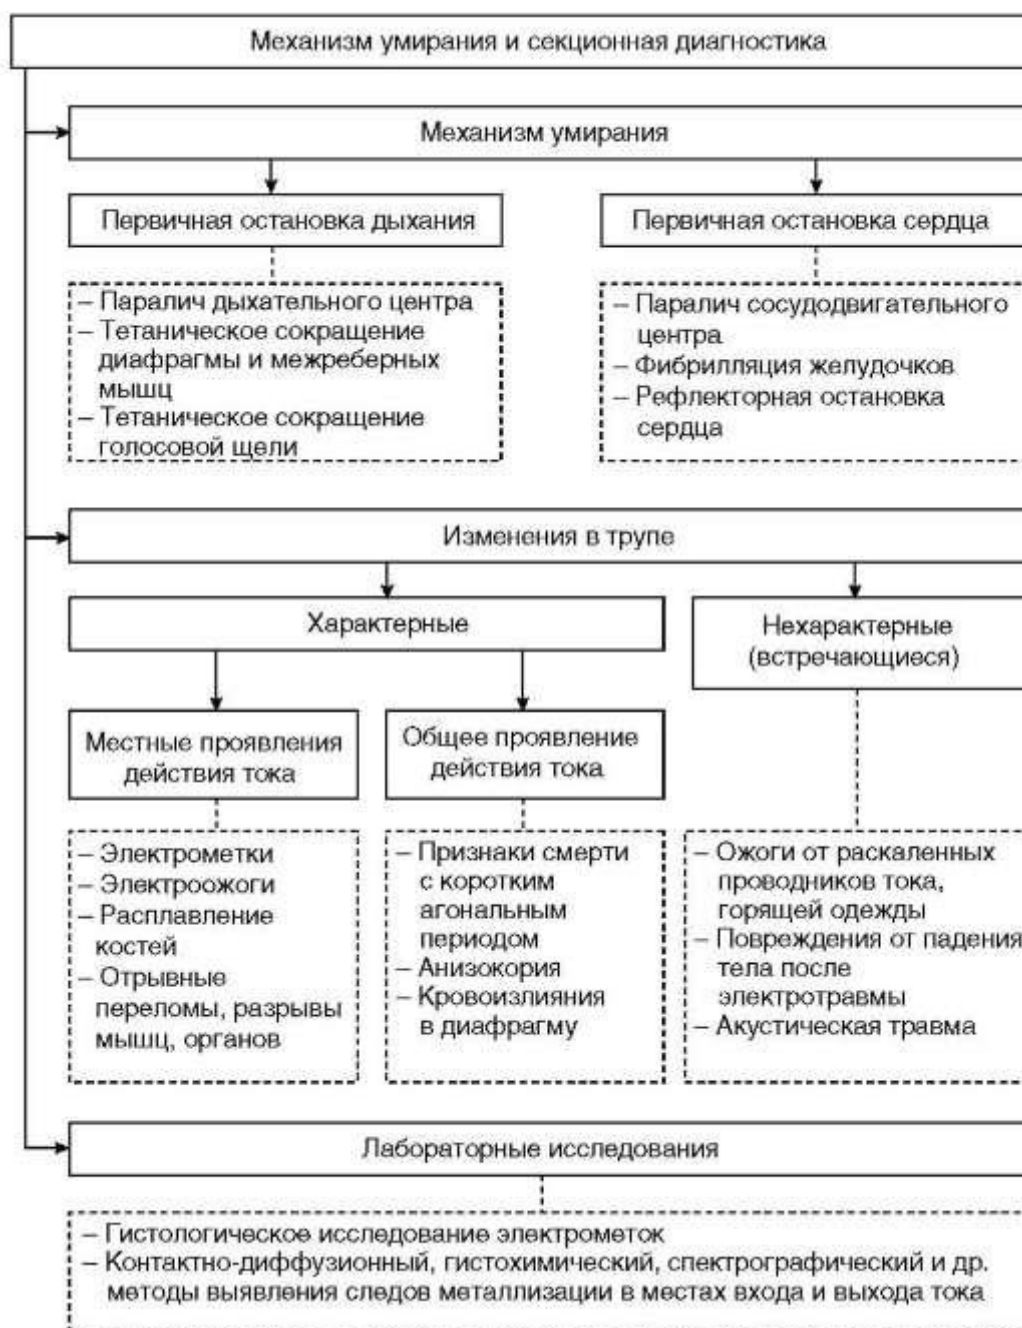 Механизм умирания и секционная диагностика
Механизм умирания
Первичная остановка дыхания
Первичная остановка сердца
– Паралич дыхательного центра
– Тетаническое сокращение
диафрагмы и межреберных
мышц
– Тетаническое сокращение
голосовой щели
– Паралич сосудодвигательного
центра
– Фибрилляция желудочков
– Рефлекторная остановка
сердца
Изменения в трупе
Характерные
Нехарактерные
(встречающиеся)
Местные проявления
действия тока
Общее проявление
действия тока
– Электрометки
– Электроожоги
– Расплавление
костей
– Отрывные
переломы, разрывы
мышц, органов
– Признаки смерти
с коротким
агональным
периодом
– Анизокория
– Кровоизлияния
в диафрагму
– Ожоги от раскаленных
проводников тока,
горящей одежды
– Повреждения от падения
тела после
электротравмы
– Акустическая травма
Лабораторные исследования
– Гистологическое исследование электрометок
– Контактно-диффузионный, гистохимический, спектрографический и др.
методы выявления следов металлизации в местах входа и выхода тока